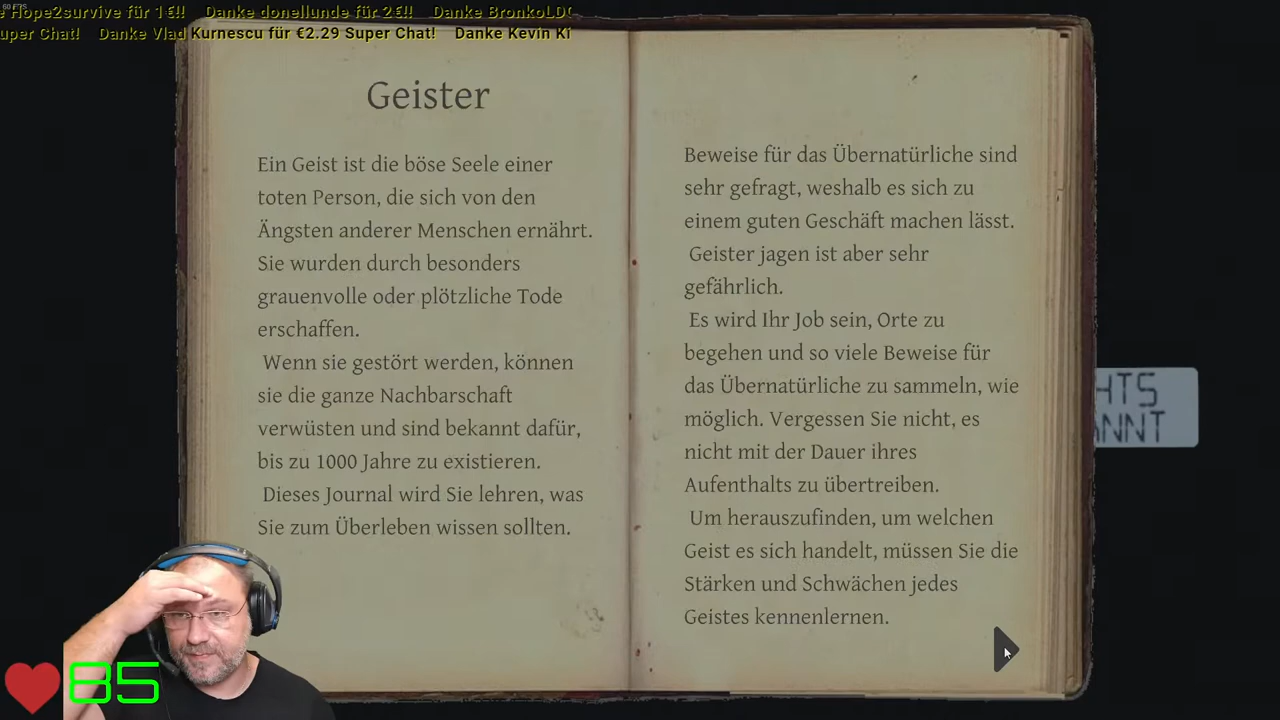 60 FPS
e Hope2survive für 1€!! Danke donellunde für 2€!! Danke BronkoLDC
uper Chat! Danke Vlad Kurnescu für €2.29 Super Chat! Danke Kevin Ki
Geister
Ein Geist ist die böse Seele einer
toten Person, die sich von den
Ängsten anderer Menschen ernährt.
Sie wurden durch besonders
grauenvolle oder plötzliche Tode
erschaffen.
Wenn sie gestört werden, können
sie die ganze Nachbarschaft
verwüsten und sind bekannt dafür,
bis zu 1000 Jahre zu existieren.
Dieses Journal wird Sie lehren, was
Sie zum Überleben wissen sollten.
Beweise für das Übernatürliche sind
sehr gefragt, weshalb es sich zu
einem guten Geschäft machen lässt.
Geister jagen ist aber sehr
gefährlich.
Es wird Ihr Job sein, Orte zu
begehen und so viele Beweise für
das Übernatürliche zu sammeln, wie
möglich. Vergessen Sie nicht, es
nicht mit der Dauer ihres
Aufenthalts zu übertreiben.
Um herauszufinden, um welchen
Geist es sich handelt, müssen Sie die
Stärken und Schwächen jedes
Geistes kennenlernen.
HTS
ANNT
85